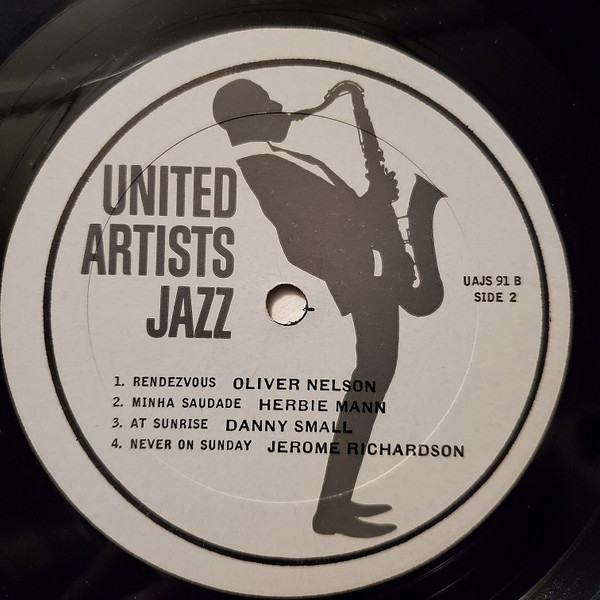 UNITED
ARTISTS
JAZZ
UAJS 91 B
SIDE 2
1. RENDEZVOUS OLIVER NELSON
2. MINHA SAUDADE HERBIE MANN
3. AT SUNRISE DANNY SMALL
4. NEVER ON SUNDAY JEROME RICHARDSON